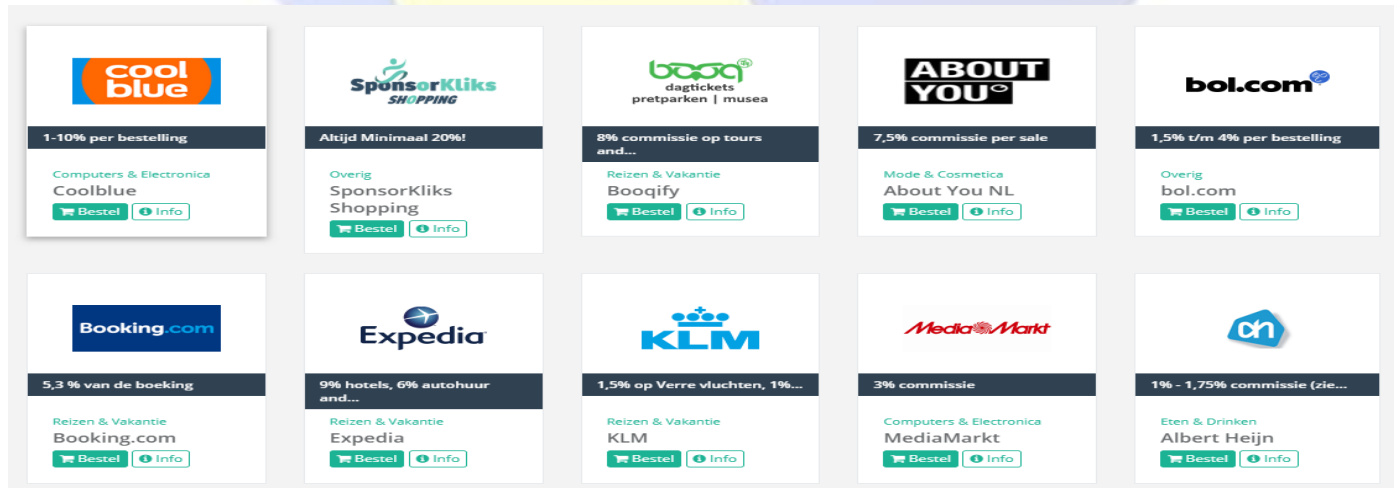 cool
blue
1-10% per bestelling
Computers & Electronica
Coolblue
Bestel Info
SponsorKliks
SHOPPING
Altijd Minimaal 20%!
Overig
SponsorKliks
Shopping
Bestel Info
booq
dagtickets
pretparken | musea
8% commissie op tours
and...
Reizen & Vakantie
Booqify
Bestel Info
ABOUT
YOU
7,5% commissie per sale
Mode & Cosmetica
About You NL
Bestel Info
bol.com
1,5% t/m 4% per bestelling
Overig
bol.com
Bestel Info
Booking.com
5,3 % van de boeking
Reizen & Vakantie
Booking.com
Bestel Info
Expedia
9% hotels, 6% autohuur
and...
Reizen & Vakantie
Expedia
Bestel Info
KLM
1,5% op Verre vluchten, 1%...
Reizen & Vakantie
KLM
Bestel Info
Media Markt
3% commissie
Computers & Electronica
MediaMarkt
Bestel Info
ah
1% - 1,75% commissie (zie...
Eten & Drinken
Albert Heijn
Bestel Info